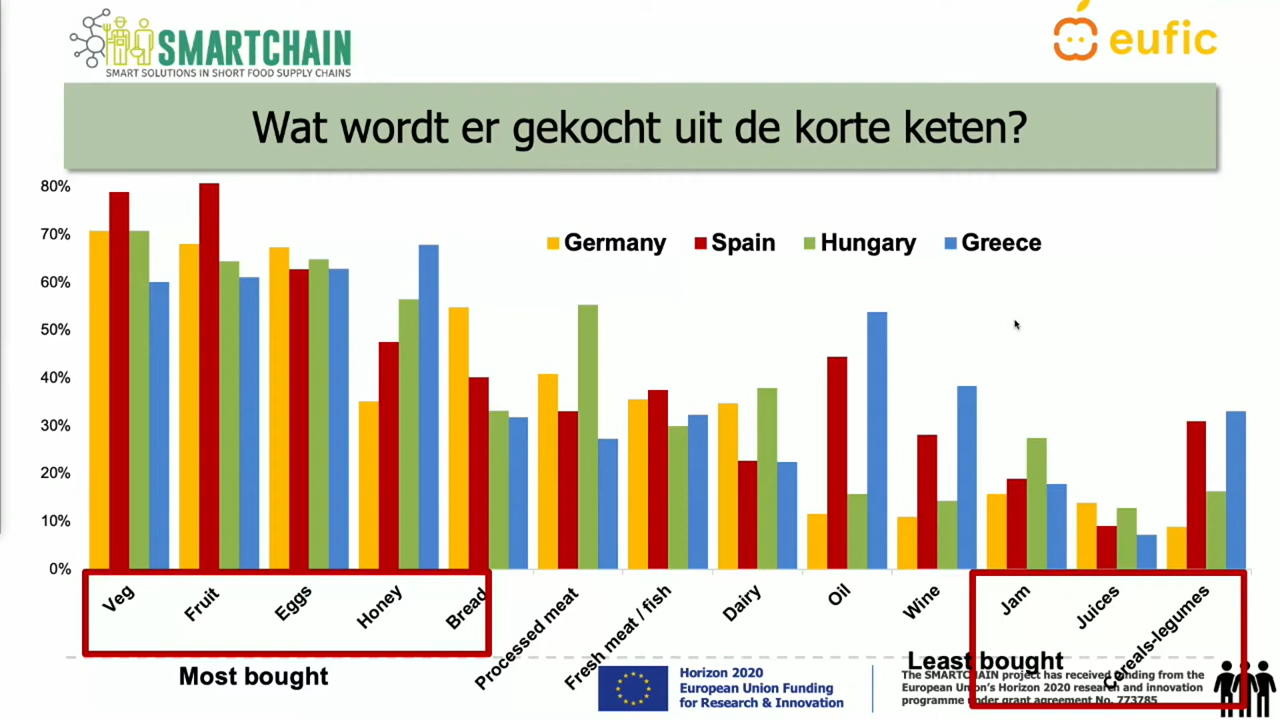 SMARTCHAIN
SMART SOLUTIONS IN SHORT FOOD SUPPLY CHAINS
eufic
Wat wordt er gekocht uit de korte keten?
80%
70%
60%
50%
40%
30%
20%
10%
0%
Germany Spain Hungary Greece
Veg Fruit Eggs Honey Bread Processed meat Fresh meat / fish Dairy Oil Wine Jam Juices Cereals-legumes
Most bought
Least bought
Horizon 2020
European Union Funding
for Research & Innovation
The SMARTCHAIN project has received funding from the
European Union's Horizon 2020 research and innovation
programme under grant agreement No. 773785